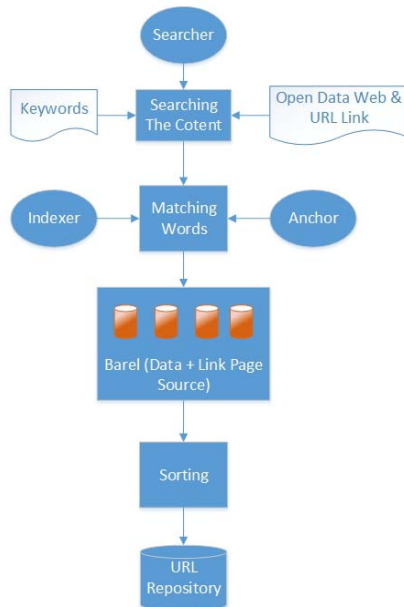 Searcher
Keywords
Searching
The Cotent
Open Data Web &
URL Link
Indexer
Matching
Words
Anchor
Barel (Data + Link Page
Source)
Sorting
URL
Repository